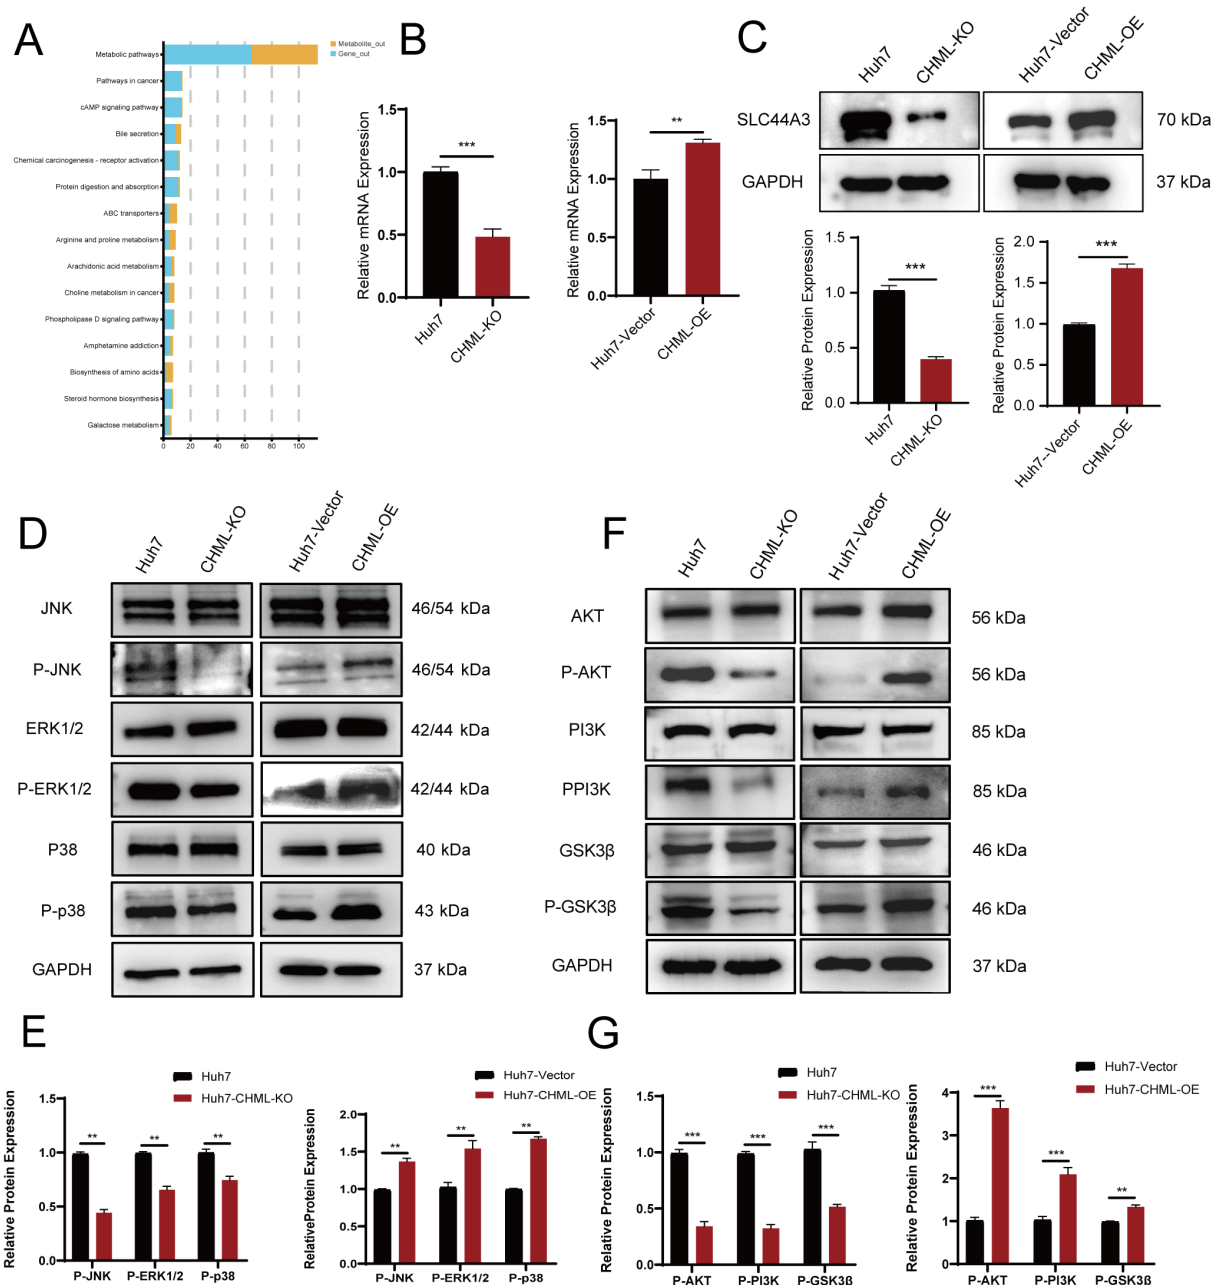 A
Metabolite_out
Gene_out
Metabolic pathways
Pathways in cancer
cAMP signaling pathway
Bile secretion
Chemical carcinogenesis - receptor activation
Protein digestion and absorption
ABC transporters
Arginine and proline metabolism
Arachidonic acid metabolism
Choline metabolism in cancer
Phospholipase D signaling pathway
Amphetamine addiction
Biosynthesis of amino acids
Steroid hormone biosynthesis
Galactose metabolism
0 20 40 60 80 100
B
Relative mRNA Expression
1.5
1.0
0.5
0.0
***
Huh7
CHML-KO
Relative mRNA Expression
1.5
1.0
0.5
0.0
**
Huh7-Vector
CHML-OE
C
Huh7
CHML-KO
Huh7-Vector
CHML-OE
SLC44A3
70 kDa
GAPDH
37 kDa
Relative Protein Expression
1.5
1.0
0.5
0.0
***
Huh7
CHML-KO
Relative Protein Expression
2.0
1.5
1.0
0.5
0.0
***
Huh7--Vector
CHML-OE
D
Huh7
CHML-KO
Huh7-Vector
CHML-OE
JNK
46/54 kDa
P-JNK
46/54 kDa
ERK1/2
42/44 kDa
P-ERK1/2
42/44 kDa
P38
40 kDa
P-p38
43 kDa
GAPDH
37 kDa
F
Huh7
CHML-KO
Huh7-Vector
CHML-OE
AKT
56 kDa
P-AKT
56 kDa
PI3K
85 kDa
PPI3K
85 kDa
GSK3β
46 kDa
P-GSK3β
46 kDa
GAPDH
37 kDa
E
Huh7
Huh7-CHML-KO
Relative Protein Expression
1.5
1.0
0.5
0.0
** ** **
P-JNK P-ERK1/2 P-p38
Huh7-Vector
Huh7-CHML-OE
RelativeProtein Expression
2.0
1.5
1.0
0.5
0.0
** ** **
P-JNK P-ERK1/2 P-p38
G
Huh7
Huh7-CHML-KO
Relative Protein Expression
1.5
1.0
0.5
0.0
*** *** ***
P-AKT P-PI3K P-GSK3β
Huh7-Vector
Huh7-CHML-OE
Relative Protein Expression
4
3
2
1
0
*** *** **
P-AKT P-PI3K P-GSK3β